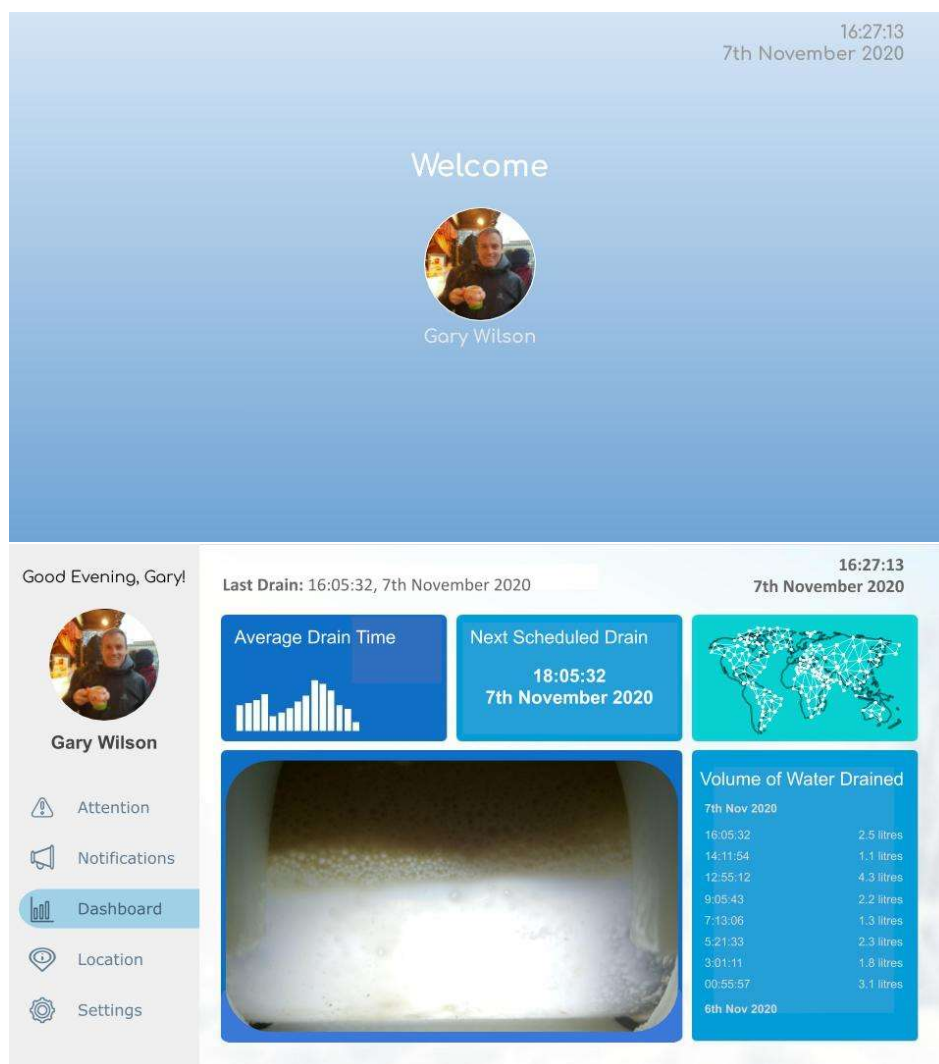 16:27:13
7th November 2020
Welcome
Gary Wilson
Good Evening, Gary!
Gary Wilson
Attention
Notifications
Dashboard
Location
Settings
Last Drain: 16:05:32, 7th November 2020
16:27:13
7th November 2020
Average Drain Time
Next Scheduled Drain
18:05:32
7th November 2020
Volume of Water Drained
7th Nov 2020
16:05:32 2.5 litres
14:11:54 1.1 litres
12:55:12 4.3 litres
9:05:43 2.2 litres
7:13:06 1.3 litres
5:21:33 2.3 litres
3:01:11 1.8 litres
00:55:57 3.1 litres
6th Nov 2020